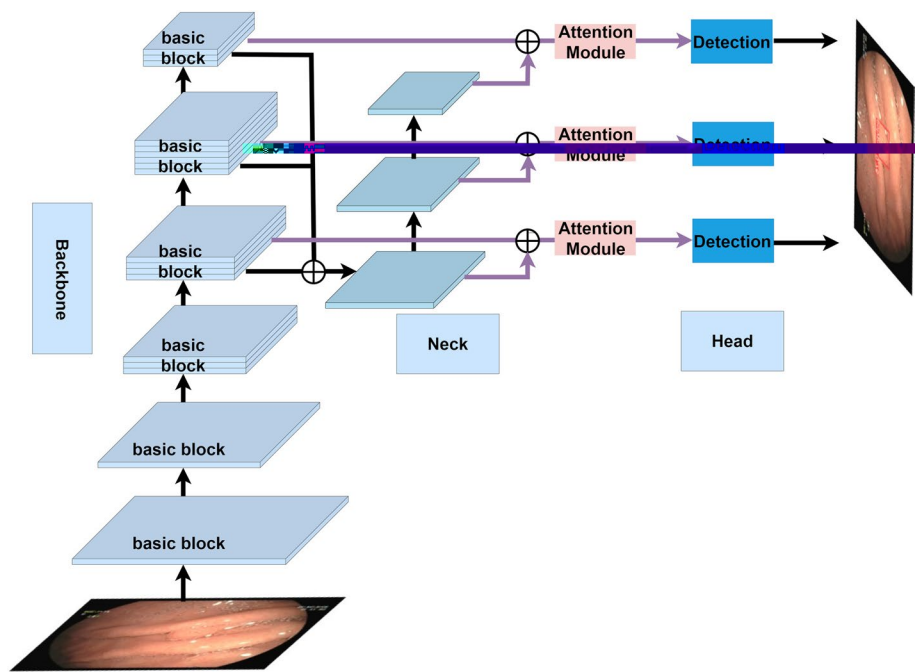 basic
block
Attention
Module
Detection
basic
block
Attention
Module
Detection
basic
block
Attention
Module
Detection
Backbone
basic
block
Neck
Head
basic block
basic block